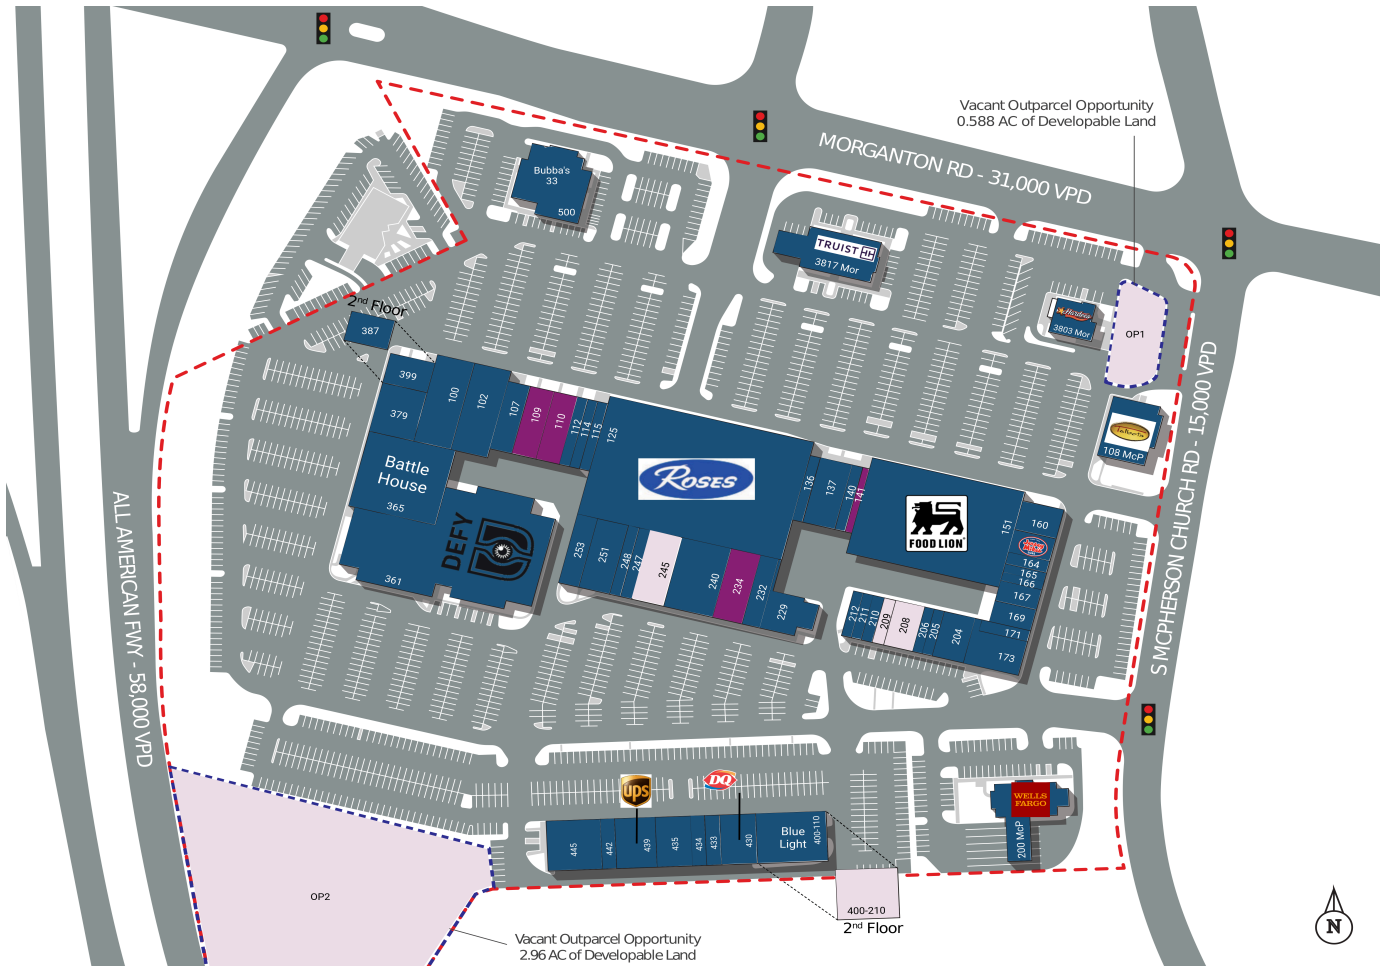 Vacant Outparcel Opportunity
0.588 AC of Developable Land
MORGANTON RD - 31,000 VPD
Bubba's
33
500
TRUIST
3817 Mor
Hardee's
3803 Mor
OP1
2nd Floor
387
399
379
100
102
107
109
110
112
114
115
125
Battle
House
365
DEFY
361
ROSES
136
137
140
141
FOOD LION
151
160
164
165
166
167
169
171
173
108 McP
S MCPHERSON CHURCH RD - 15,000 VPD
ALL AMERICAN FWY - 58,000 VPD
253
251
248
247
245
240
234
232
229
212
211
210
209
208
206
205
204
ups
DQ
445
442
439
435
434
433
430
Blue
Light
400-110
WELLS
FARGO
200 McP
400-210
2nd Floor
OP2
Vacant Outparcel Opportunity
2.96 AC of Developable Land
N